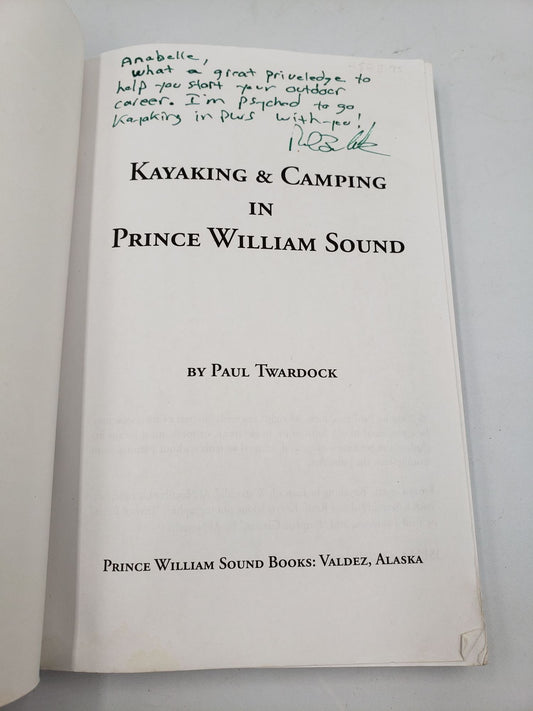 Anabelle,
What a great priveledge to
help you start your outdoor
career. I'm psyched to go
Kayaking in PWS with you!
KAYAKING & CAMPING
IN
PRINCE WILLIAM SOUND
BY PAUL TWARDOCK
PRINCE WILLIAM SOUND BOOKS: VALDEZ, ALASKA